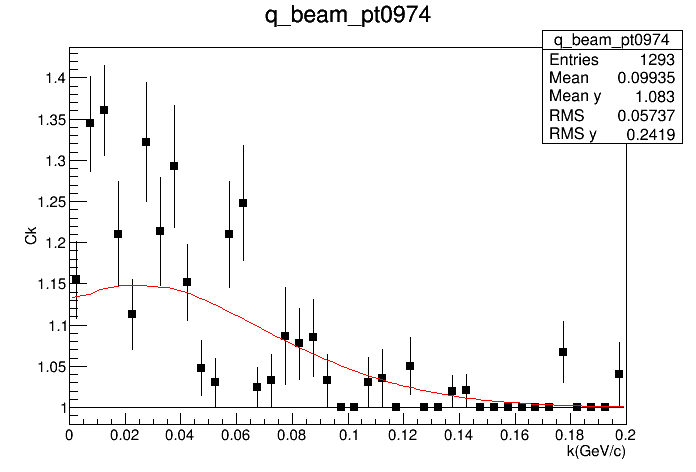 q_beam_pt0974
q_beam_pt0974
Entries 1293
Mean 0.09935
Mean y 1.083
RMS 0.05737
RMS y 0.2419
Ck
1.4
1.35
1.3
1.25
1.2
1.15
1.1
1.05
1
0 0.02 0.04 0.06 0.08 0.1 0.12 0.14 0.16 0.18 0.2
k(GeV/c)